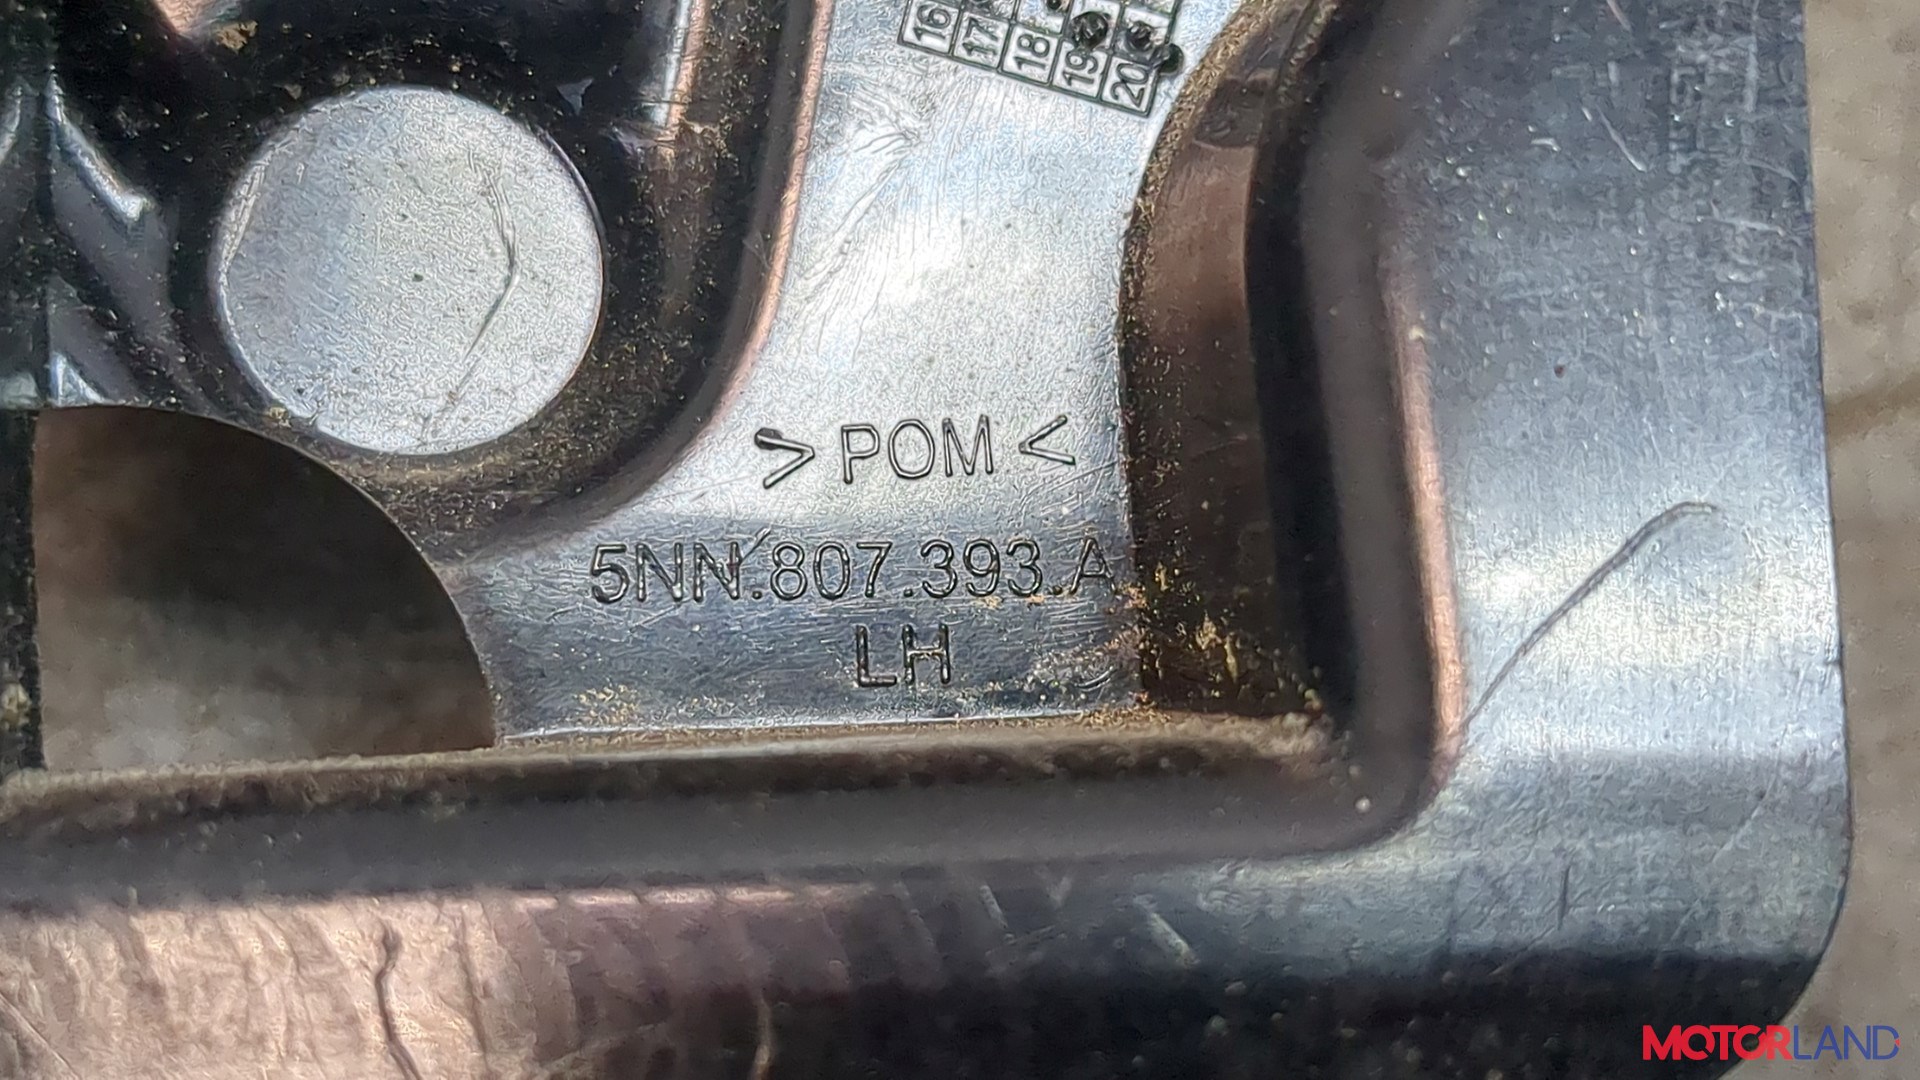 16 17 18 19 20
>POM<
5NN.807.393.A
LH
MOTORLAND